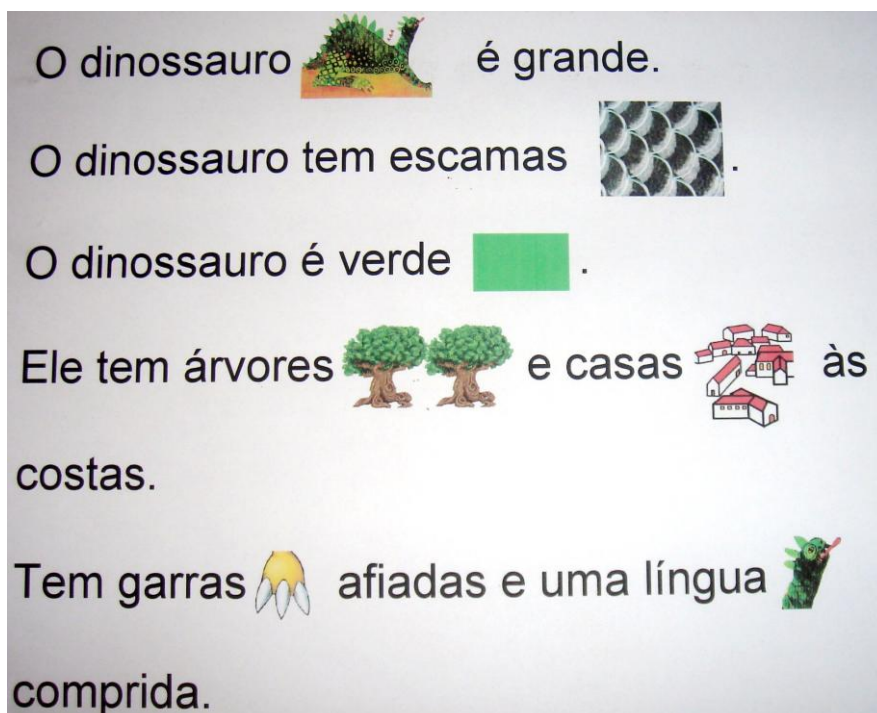 O dinossauro é grande.
O dinossauro tem escamas .
O dinossauro é verde .
Ele tem árvores e casas às
costas.
Tem garras afiadas e uma língua
comprida.